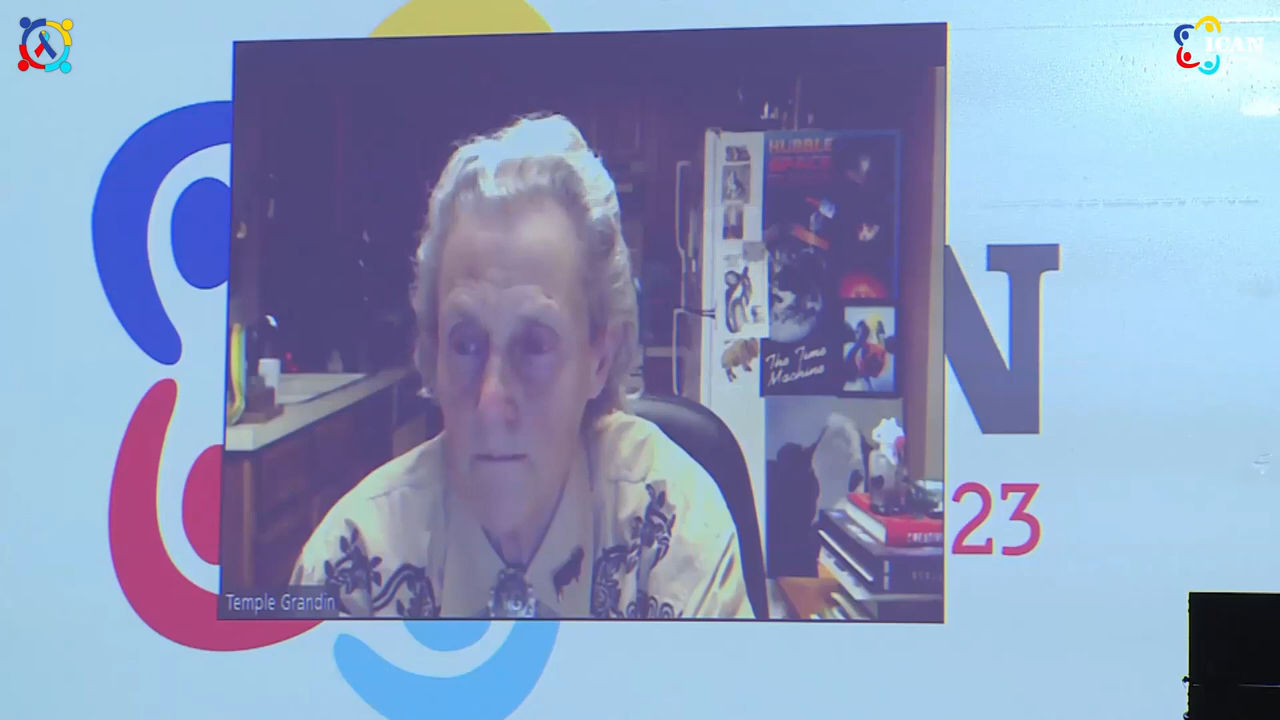 ICAN
HUBBLE
SPACE
The Time
Machine
N
23
Temple Grandin